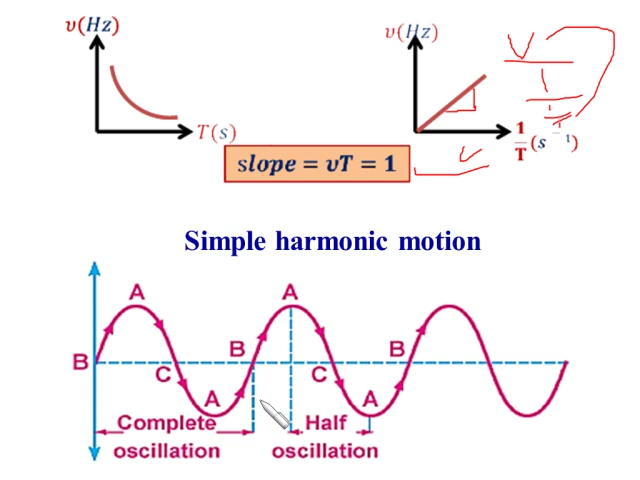 υ(Hz)
T(s)
υ(Hz)
1/T (s⁻¹)
slope = υT = 1
Simple harmonic motion
A
A
B
B
B
C
C
A
A
Complete
oscillation
Half
oscillation